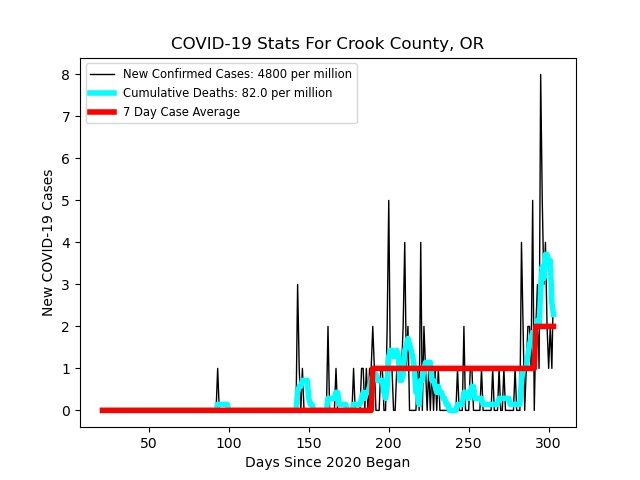 COVID-19 Stats For Crook County, OR
New Confirmed Cases: 4800 per million
Cumulative Deaths: 82.0 per million
7 Day Case Average
New COVID-19 Cases
8
7
6
5
4
3
2
1
0
50 100 150 200 250 300
Days Since 2020 Began